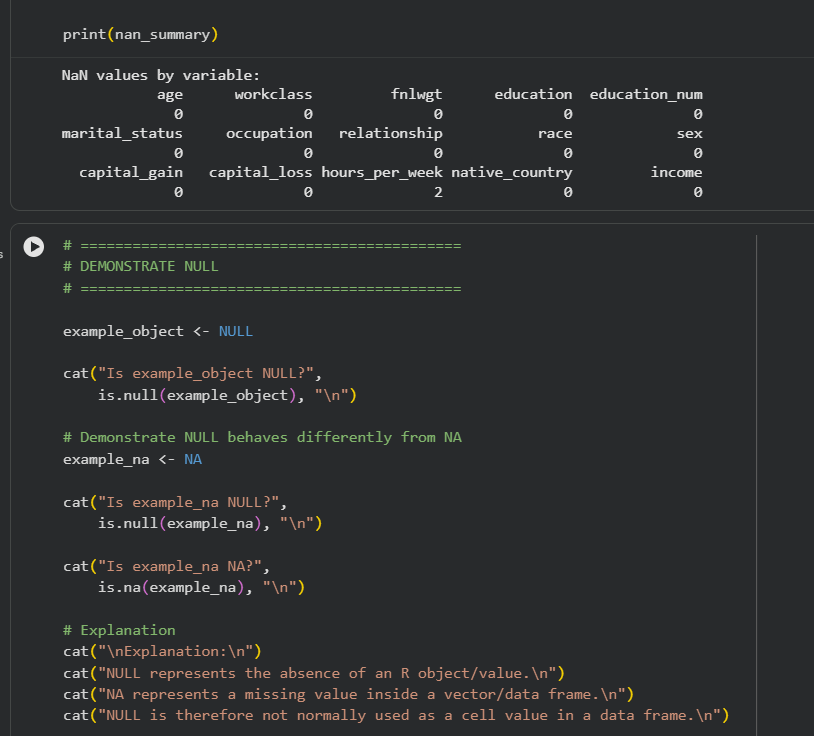 print(nan_summary)
NaN values by variable:
age workclass fnlwgt education education_num
0 0 0 0 0
marital_status occupation relationship race sex
0 0 0 0 0
capital_gain capital_loss hours_per_week native_country income
0 0 2 0 0
s
# ============================================
# DEMONSTRATE NULL
# ============================================
example_object <- NULL
cat("Is example_object NULL?",
is.null(example_object), "\n")
# Demonstrate NULL behaves differently from NA
example_na <- NA
cat("Is example_na NULL?",
is.null(example_na), "\n")
cat("Is example_na NA?",
is.na(example_na), "\n")
# Explanation
cat("\nExplanation:\n")
cat("NULL represents the absence of an R object/value.\n")
cat("NA represents a missing value inside a vector/data frame.\n")
cat("NULL is therefore not normally used as a cell value in a data frame.\n")